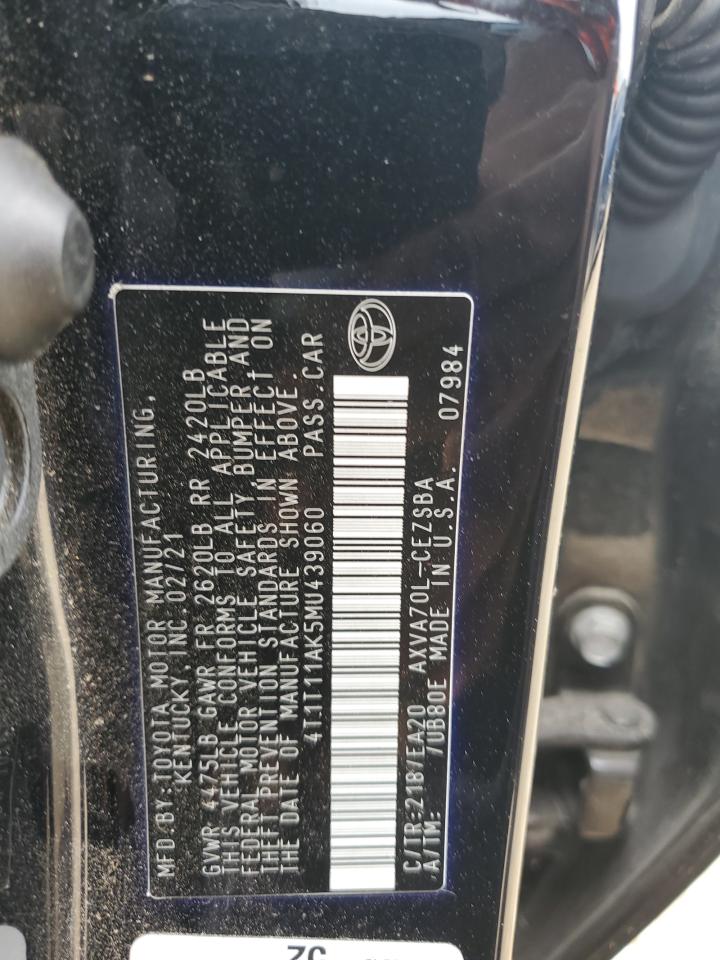 MFD.BY:TOYOTA MOTOR MANUFACTURING,
KENTUCKY, INC. 02/21
GVWR 4475LB GAWR FR 2620LB RR 2420LB
THIS VEHICLE CONFORMS TO ALL APPLICABLE
FEDERAL MOTOR VEHICLE SAFETY, BUMPER, AND
THEFT PREVENTION STANDARDS IN EFFECT ON
THE DATE OF MANUFACTURE SHOWN ABOVE.
4T1T11AK5MU439060 PASS.CAR
C/TR:218/EA20 AXVA70L-CEZSBA
A/TM: /UB80E MADE IN U.S.A. 07984